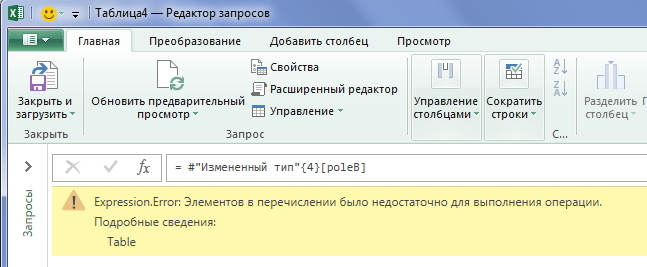 Таблица4 — Редактор запросов
Главная Преобразование Добавить столбец Просмотр
Закрыть и
загрузить
Закрыть
Обновить предварительный
просмотр
Свойства
Расширенный редактор
Управление
Запрос
Управление
столбцами
Сократить
строки
С...
Разделить
столбец
Г
Запросы
fx
= #"Измененный тип"{4}[poleB]
Expression.Error: Элементов в перечислении было недостаточно для выполнения операции.
Подробные сведения:
Table